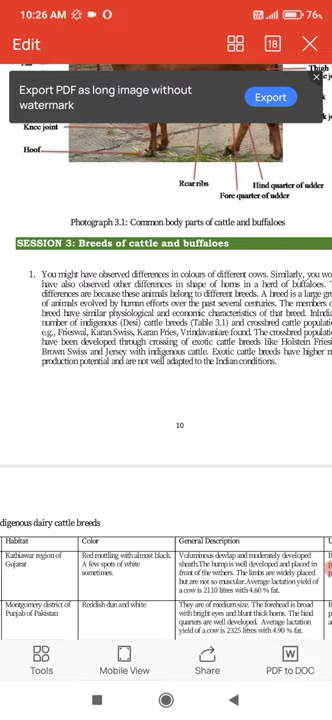 10:26 AM
76%
Edit
18
Thigh
Export PDF as long image without
watermark
Export
Knee joint
Hoof
Rear ribs
Hind quarter of udder
Fore quarter of udder
Photograph 3.1: Common body parts of cattle and buffaloes
SESSION 3: Breeds of cattle and buffaloes
1. You might have observed differences in colours of different cows. Similarly, you wo
have also observed other differences in shape of horns in a herd of buffaloes. T
differences are because these animals belong to different breeds. A breed is a large gro
of animals evolved by human efforts over the past several centuries. The members o
breed have similar physiological and economic characteristics of that breed. InIndia
number of indigenous (Desi) cattle breeds (Table 3.1) and crossbred cattle populatio
e.g., Frieswal, Karan Swiss, Karan Fries, Vrindavaniare found. The crossbred populatio
have been developed through crossing of exotic cattle breeds like Holstein Friesi
Brown Swiss and Jersey with indigenous cattle. Exotic cattle breeds have higher m
production potential and are not well adapted to the Indian conditions.
10
digenous dairy cattle breeds
Habitat Color General Description U
Kathiawar region of Red mottling with almost black. Voluminous dewlap and moderately developed
Gujarat A few spots of white sheath.The hump is well developed and placed in
sometimes. front of the withers. The limbs are widely placed
but are not so muscular.Average lactation yield of
a cow is 2110 litres with 4.60 % fat.
Montgomery district of Reddish dun and white They are of medium size. The forehead is broad
Punjab of Pakistan with bright eyes and blunt thick horns. The hind
quarters are well developed. Average lactation
yield of a cow is 2325 litres with 4.90 % fat.
Tools Mobile View Share PDF to DOC